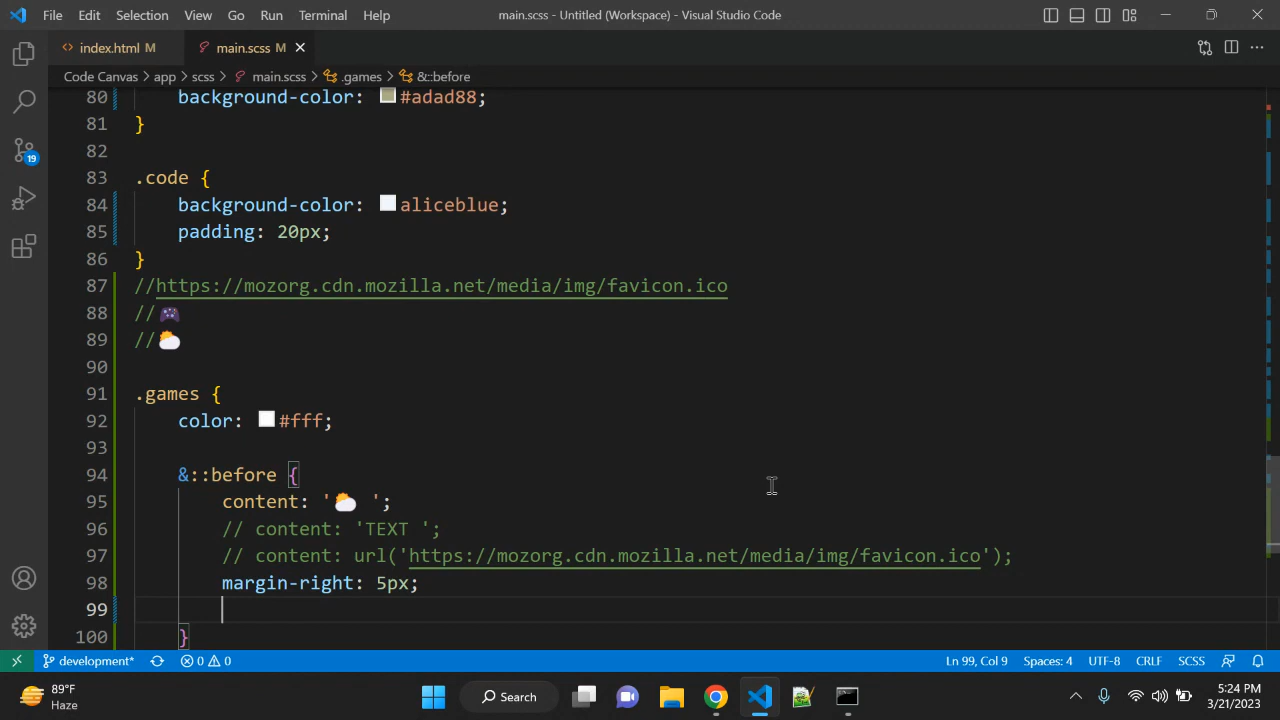 File Edit Selection View Go Run Terminal Help main.scss - Untitled (Workspace) - Visual Studio Code
index.html M main.scss M
Code Canvas > app > scss > main.scss > .games > &::before
80 background-color: #adad88;
81 }
82
83 .code {
84 background-color: aliceblue;
85 padding: 20px;
86 }
87 //https://mozorg.cdn.mozilla.net/media/img/favicon.ico
88 //🎮
89 //🌥️
90
91 .games {
92 color: #fff;
93
94 &::before {
95 content: '🌥️ ';
96 // content: 'TEXT ';
97 // content: url('https://mozorg.cdn.mozilla.net/media/img/favicon.ico');
98 margin-right: 5px;
99
100 }
19
development* 0 0 Ln 99, Col 9 Spaces: 4 UTF-8 CRLF SCSS
89°F
Haze
Search
5:24 PM
3/21/2023